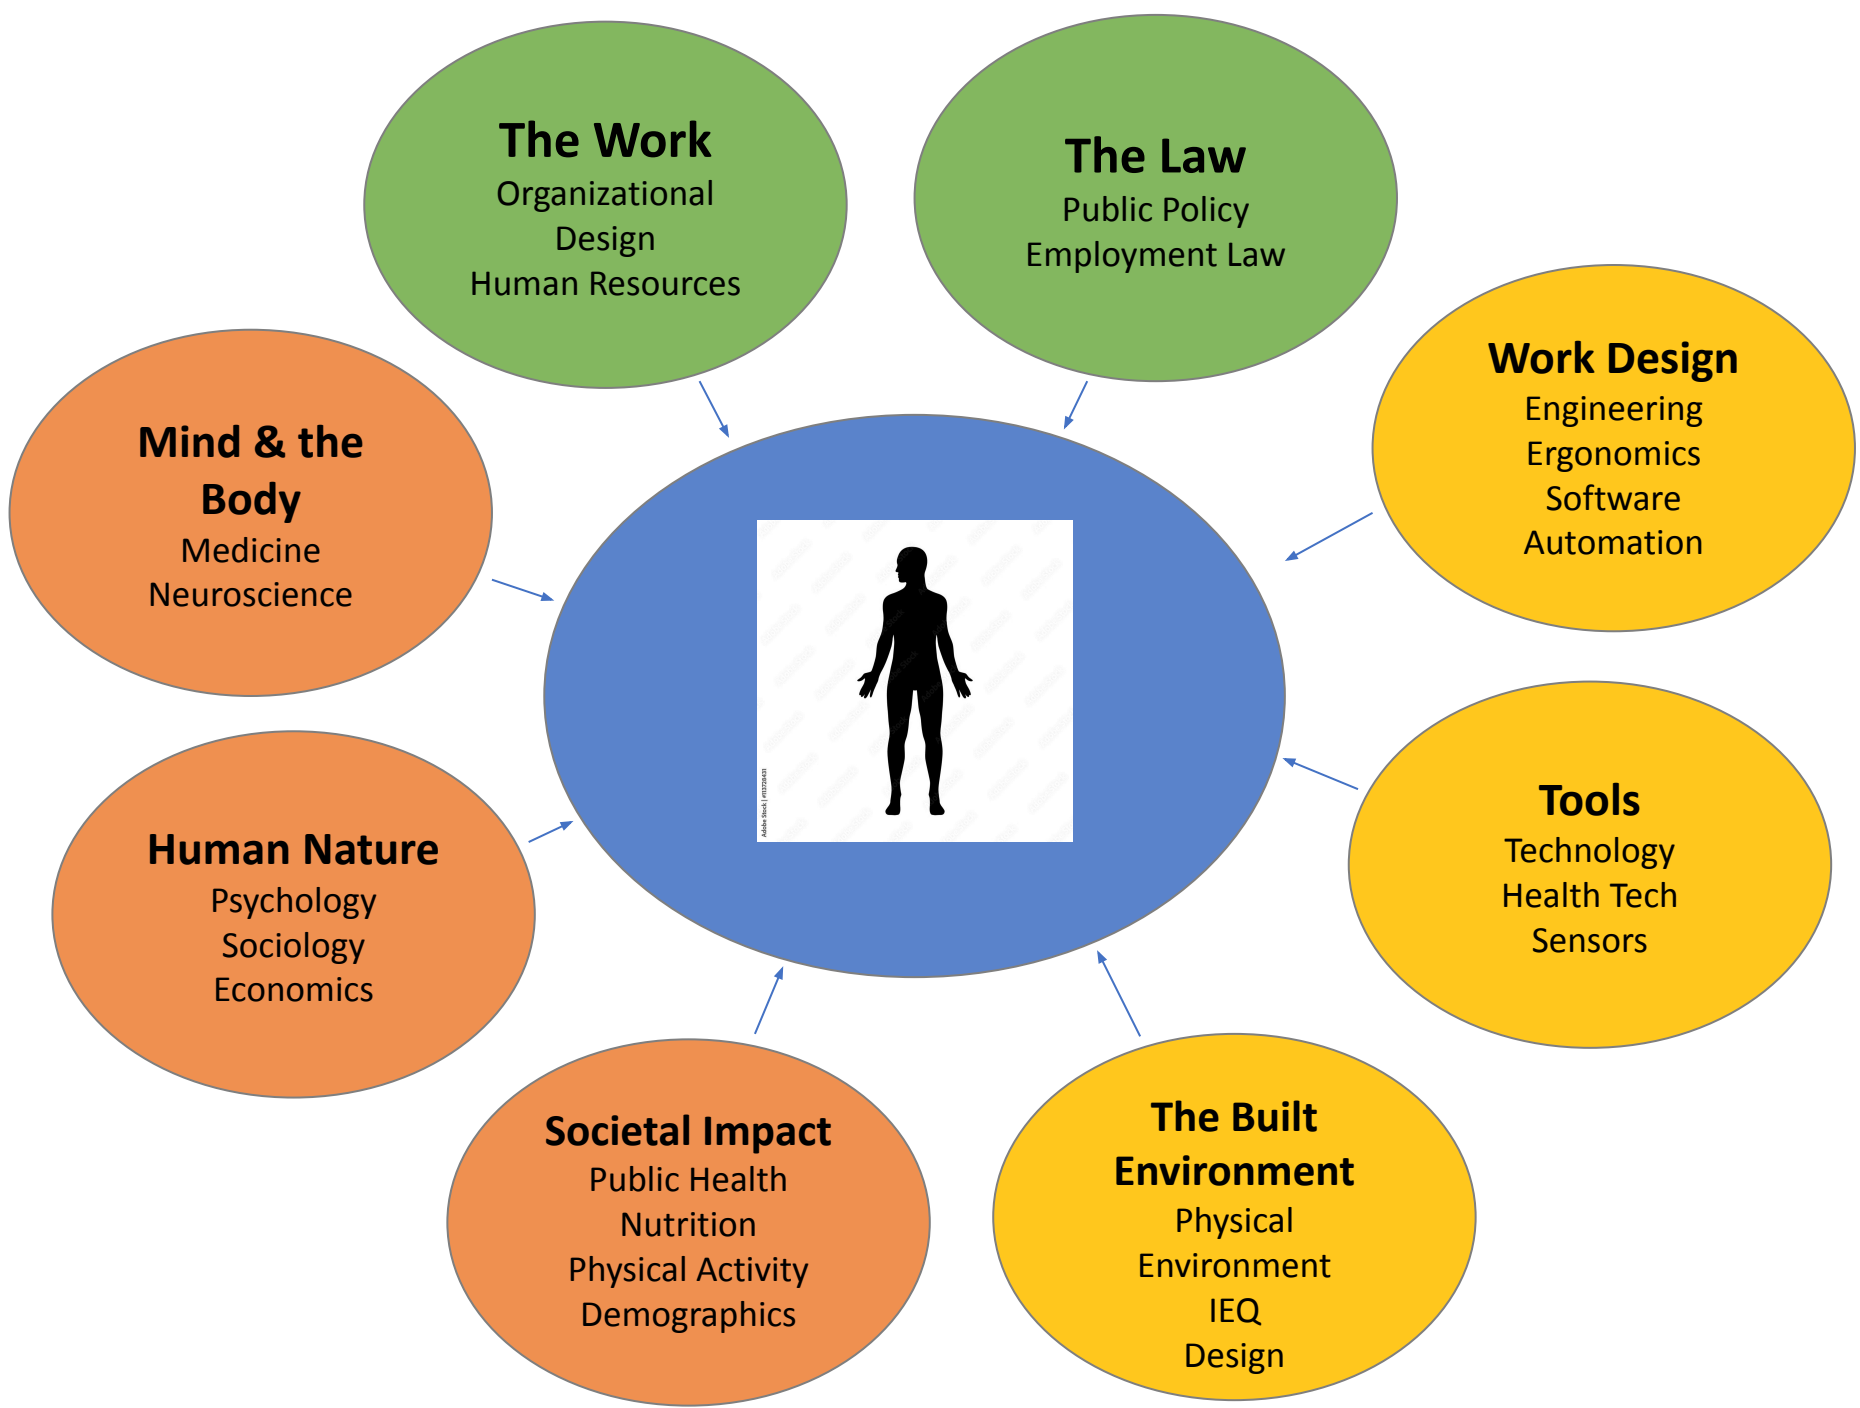 The Work
Organizational
Design
Human Resources
The Law
Public Policy
Employment Law
Work Design
Engineering
Ergonomics
Software
Automation
Mind & the
Body
Medicine
Neuroscience
Tools
Technology
Health Tech
Sensors
Human Nature
Psychology
Sociology
Economics
Societal Impact
Public Health
Nutrition
Physical Activity
Demographics
The Built
Environment
Physical
Environment
IEQ
Design